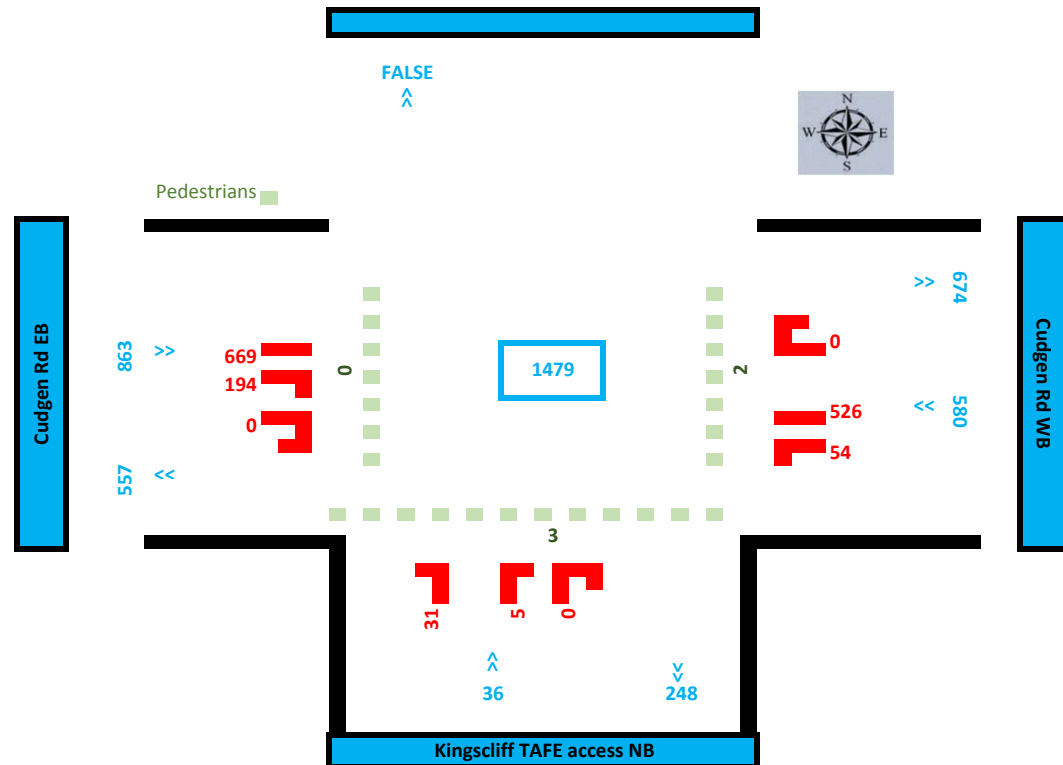 FALSE
>>
N
W E
S
Pedestrians
Cudgen Rd EB
863 >>
557 <<
669
194
0
0
1479
2
>> 674
0
526
54
<< 580
Cudgen Rd WB
3
31
5
0
>>
36
<<
248
Kingscliff TAFE access NB